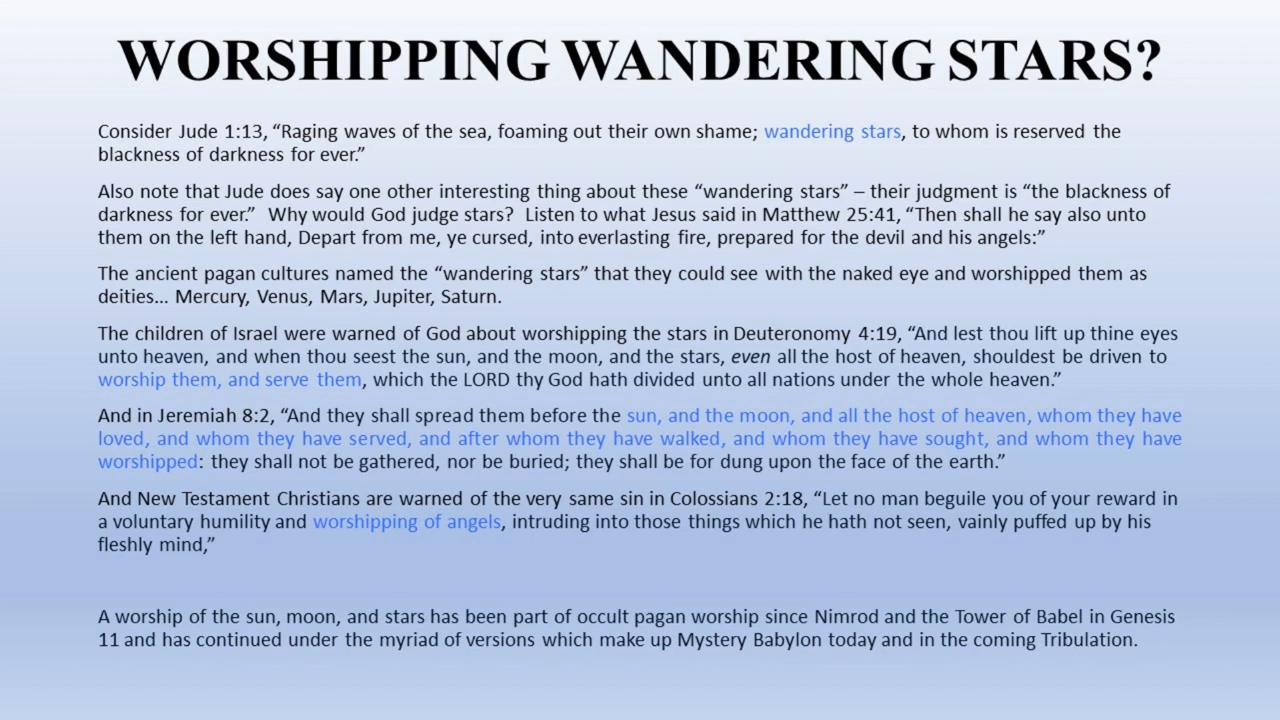 WORSHIPPING WANDERING STARS?
Consider Jude 1:13, “Raging waves of the sea, foaming out their own shame; wandering stars, to whom is reserved the
blackness of darkness for ever.”
Also note that Jude does say one other interesting thing about these “wandering stars” – their judgment is “the blackness of
darkness for ever.”  Why would God judge stars?  Listen to what Jesus said in Matthew 25:41, “Then shall he say also unto
them on the left hand, Depart from me, ye cursed, into everlasting fire, prepared for the devil and his angels:”
The ancient pagan cultures named the “wandering stars” that they could see with the naked eye and worshipped them as
deities… Mercury, Venus, Mars, Jupiter, Saturn.
The children of Israel were warned of God about worshipping the stars in Deuteronomy 4:19, “And lest thou lift up thine eyes
unto heaven, and when thou seest the sun, and the moon, and the stars, even all the host of heaven, shouldest be driven to
worship them, and serve them, which the LORD thy God hath divided unto all nations under the whole heaven.”
And in Jeremiah 8:2, “And they shall spread them before the sun, and the moon, and all the host of heaven, whom they have
loved, and whom they have served, and after whom they have walked, and whom they have sought, and whom they have
worshipped: they shall not be gathered, nor be buried; they shall be for dung upon the face of the earth.”
And New Testament Christians are warned of the very same sin in Colossians 2:18, “Let no man beguile you of your reward in
a voluntary humility and worshipping of angels, intruding into those things which he hath not seen, vainly puffed up by his
fleshly mind,”
A worship of the sun, moon, and stars has been part of occult pagan worship since Nimrod and the Tower of Babel in Genesis
11 and has continued under the myriad of versions which make up Mystery Babylon today and in the coming Tribulation.